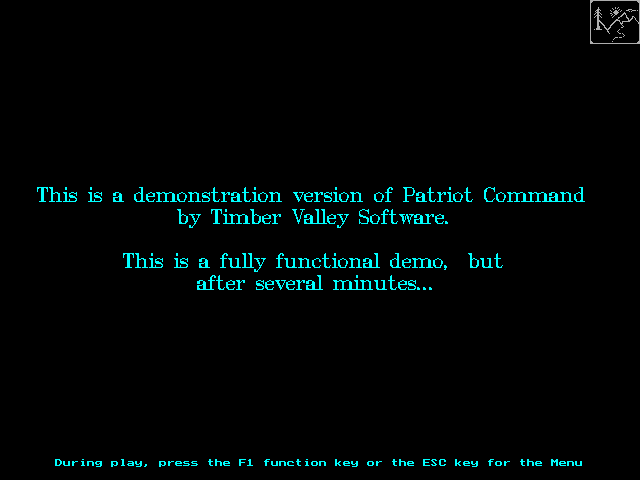 This is a demonstration version of Patriot Command
by Timber Valley Software.
This is a fully functional demo,  but
after several minutes...
During play, press the F1 function key or the ESC key for the Menu